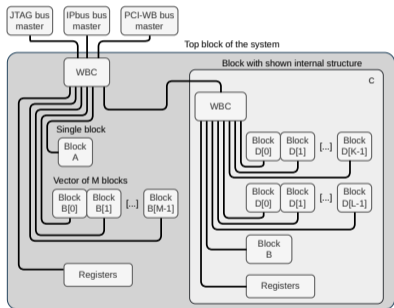 JTAG bus
master
IPbus bus
master
PCI-WB bus
master
Top block of the system
Block with shown internal structure
C
WBC
WBC
Single block
Block
A
Vector of M blocks
Block
B[0]
Block
B[1]
[...]
Block
B[M-1]
Registers
Block
D[0]
Block
D[1]
[...]
Block
D[K-1]
Block
D[0]
Block
D[1]
[...]
Block
D[L-1]
Block
B
Registers